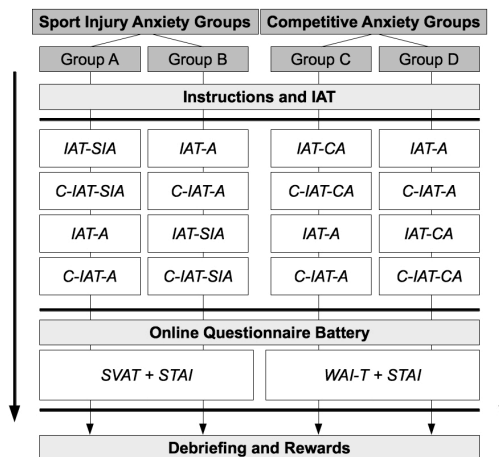 Sport Injury Anxiety Groups Competitive Anxiety Groups
Group A Group B Group C Group D
Instructions and IAT
IAT-SIA IAT-A IAT-CA IAT-A
C-IAT-SIA C-IAT-A C-IAT-CA C-IAT-A
IAT-A IAT-SIA IAT-A IAT-CA
C-IAT-A C-IAT-SIA C-IAT-A C-IAT-CA
Online Questionnaire Battery
SVAT + STAI WAI-T + STAI
Debriefing and Rewards